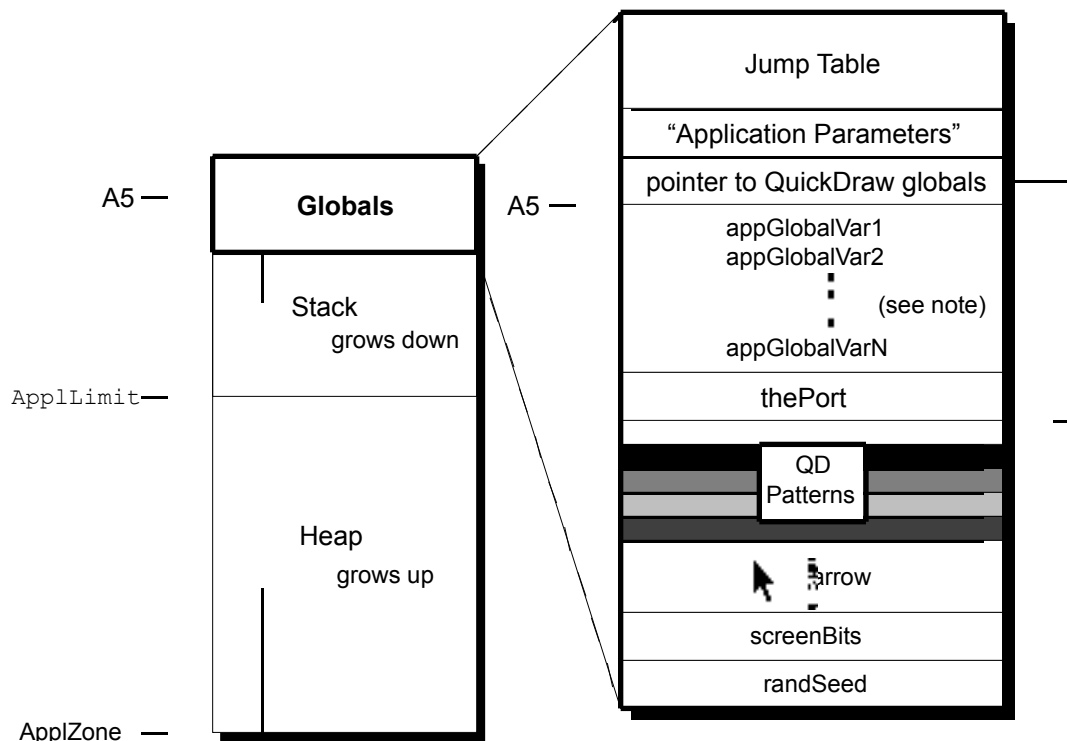 A5
Globals
Stack
grows down
ApplLimit
Heap
grows up
ApplZone
A5
Jump Table
“Application Parameters”
pointer to QuickDraw globals
appGlobalVar1
appGlobalVar2
(see note)
appGlobalVarN
thePort
QD
Patterns
arrow
screenBits
randSeed